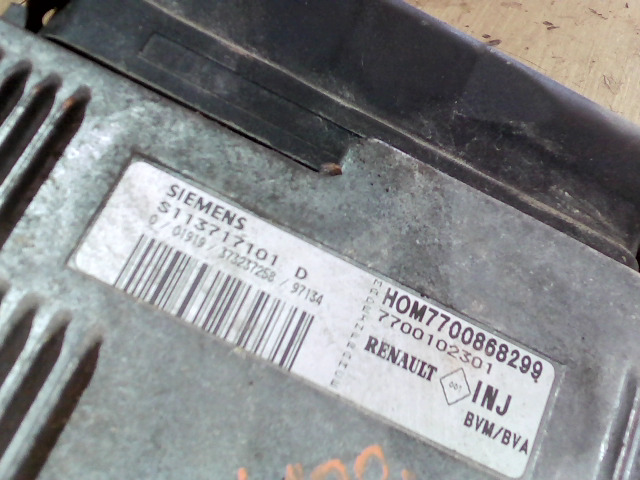 SIEMENS
S113717101 D
0 / 01919 / 373237258 / 97134
HOM7700868299
7700102301
RENAULT
INJ
BVM/BVA